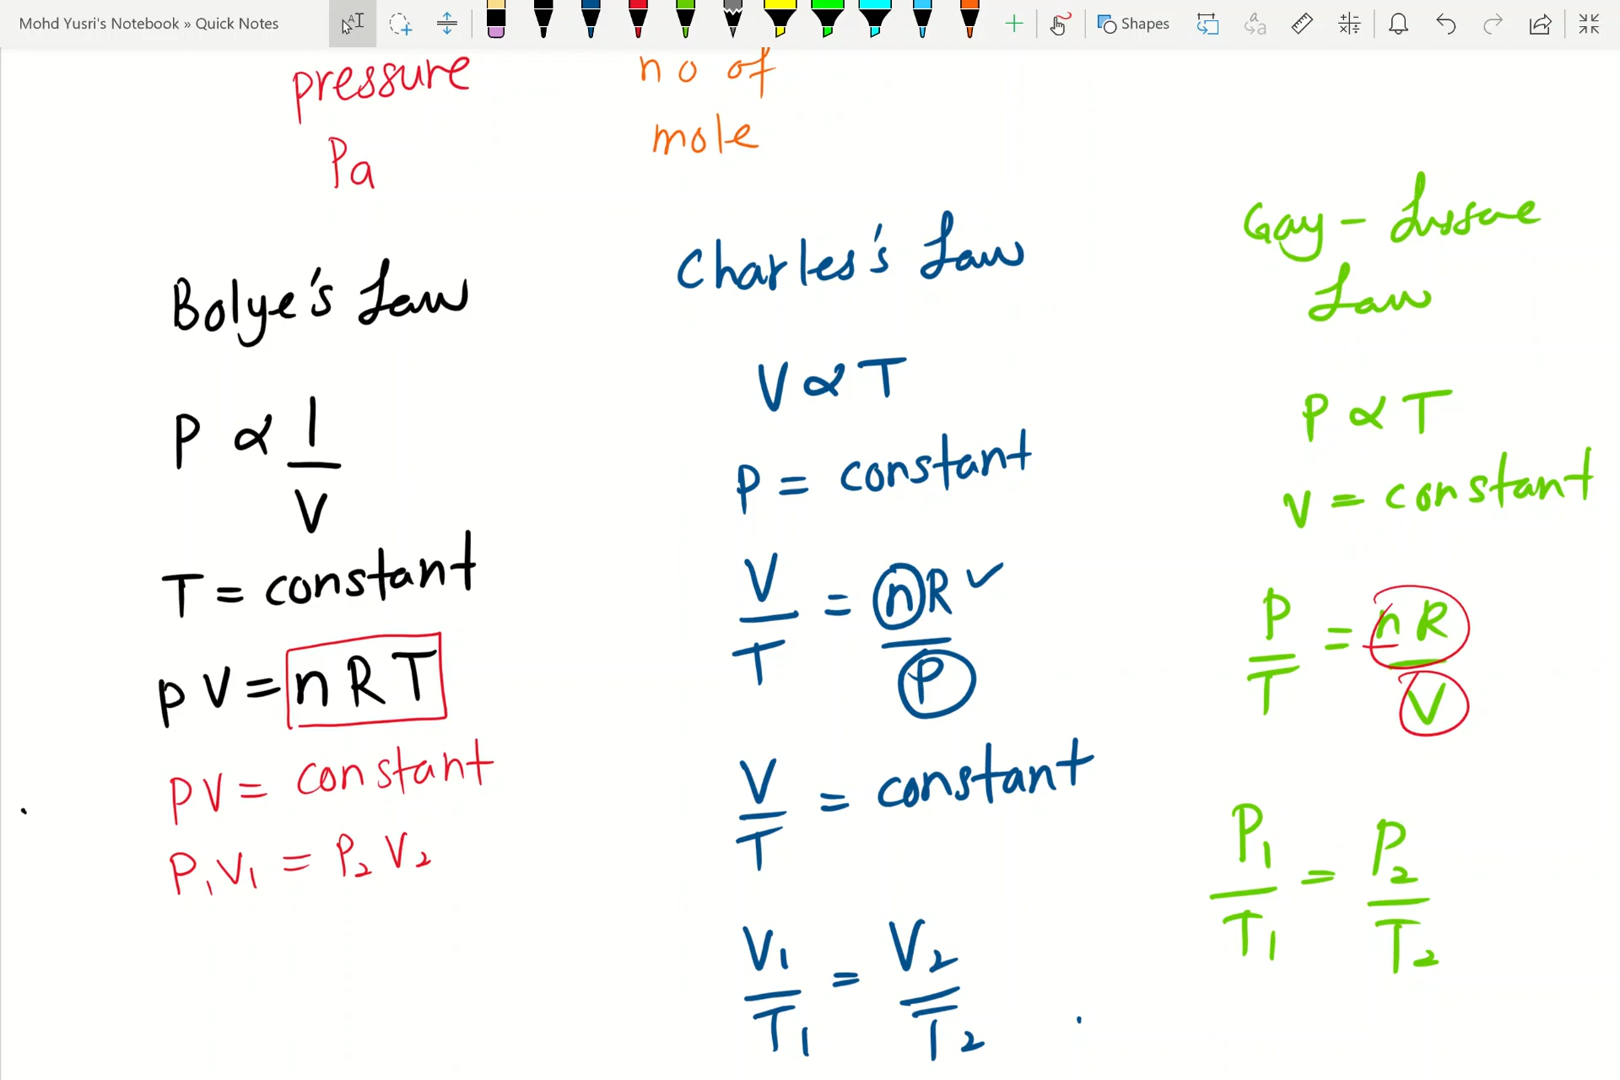 Mohd Yusri's Notebook » Quick Notes
Shapes
pressure
Pa
no of
mole
Bolye's Law
P ∝ 1/V
T = constant
PV = nRT
PV = constant
P₁V₁ = P₂V₂
Charles's Law
V ∝ T
P = constant
V/T = nR/P ✓
V/T = constant
V₁/T₁ = V₂/T₂
Gay-Lussac
Law
P ∝ T
V = constant
P/T = nR/V
P₁/T₁ = P₂/T₂